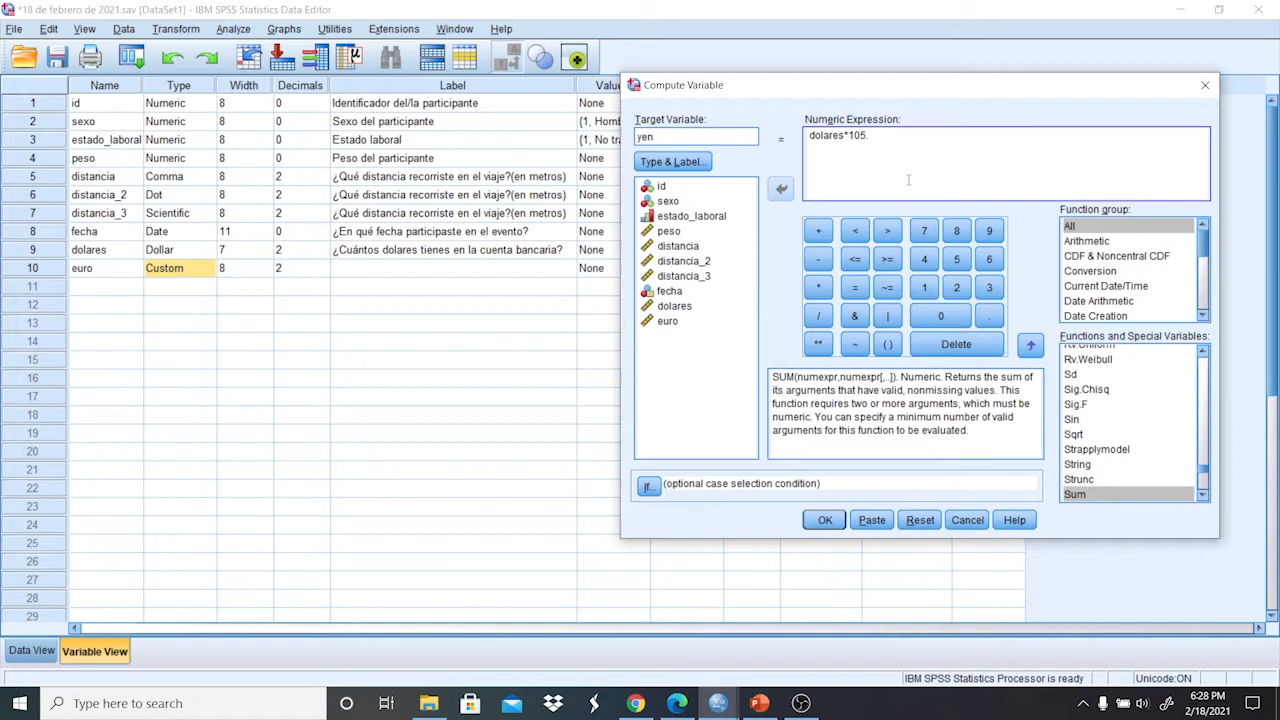 *18 de febrero de 2021.sav [DataSet1] - IBM SPSS Statistics Data Editor
File Edit View Data Transform Analyze Graphs Utilities Extensions Window Help
Name Type Width Decimals Label Value
1 id Numeric 8 0 Identificador del/la participante None
2 sexo Numeric 8 0 Sexo del participante {1, Homb
3 estado_laboral Numeric 8 0 Estado laboral {1, No tra
4 peso Numeric 8 0 Peso del participante None
5 distancia Comma 8 2 ¿Qué distancia recorriste en el viaje?(en metros) None
6 distancia_2 Dot 8 2 ¿Qué distancia recorriste en el viaje?(en metros) None
7 distancia_3 Scientific 8 2 ¿Qué distancia recorriste en el viaje?(en metros) None
8 fecha Date 11 0 ¿En qué fecha participaste en el evento? None
9 dolares Dollar 7 2 ¿Cuántos dolares tienes en la cuenta bancaria? None
10 euro Custom 8 2 None
11
12
13
14
15
16
17
18
19
20
21
22
23
24
25
26
27
28
29
Compute Variable
Target Variable:
yen
=
Numeric Expression:
dolares*105.
Type & Label...
id
sexo
estado_laboral
peso
distancia
distancia_2
distancia_3
fecha
dolares
euro
+ < > 7 8 9
- <= >= 4 5 6
* = ~= 1 2 3
/ & | 0 .
** ~ ( ) Delete
Function group:
All
Arithmetic
CDF & Noncentral CDF
Conversion
Current Date/Time
Date Arithmetic
Date Creation
Functions and Special Variables:
Rv.Uniform
Rv.Weibull
Sd
Sig.Chisq
Sig.F
Sin
Sqrt
Strapplymodel
String
Strunc
Sum
SUM(numexpr,numexpr[,..]). Numeric. Returns the sum of
its arguments that have valid, nonmissing values. This
function requires two or more arguments, which must be
numeric. You can specify a minimum number of valid
arguments for this function to be evaluated.
If... (optional case selection condition)
OK Paste Reset Cancel Help
Data View Variable View
IBM SPSS Statistics Processor is ready Unicode:ON
Type here to search
6:28 PM
2/18/2021